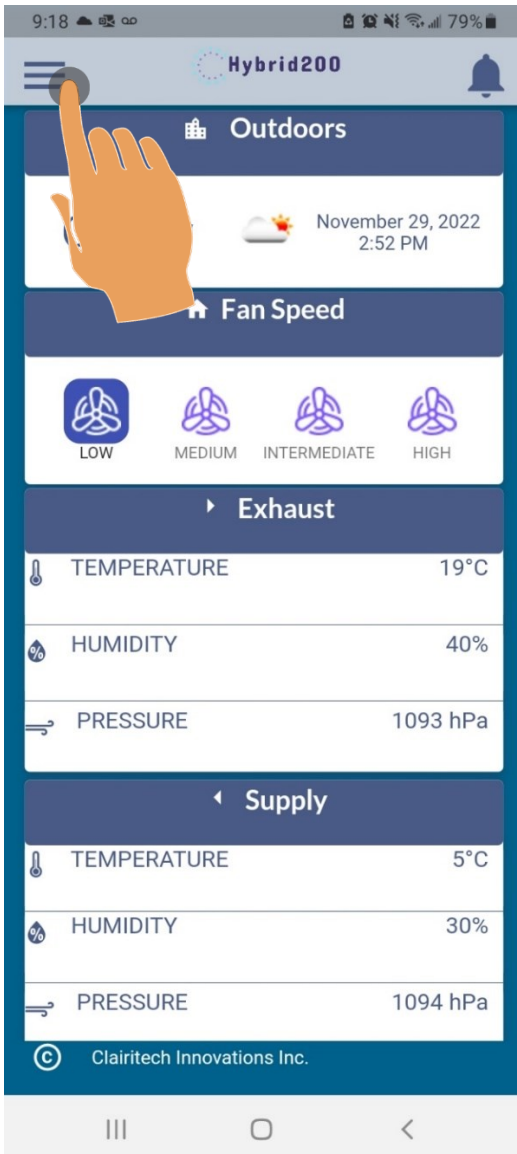 9:18
79%
Hybrid200
Outdoors
November 29, 2022
2:52 PM
Fan Speed
LOW MEDIUM INTERMEDIATE HIGH
Exhaust
TEMPERATURE 19°C
% HUMIDITY 40%
PRESSURE 1093 hPa
Supply
TEMPERATURE 5°C
% HUMIDITY 30%
PRESSURE 1094 hPa
© Clairitech Innovations Inc.